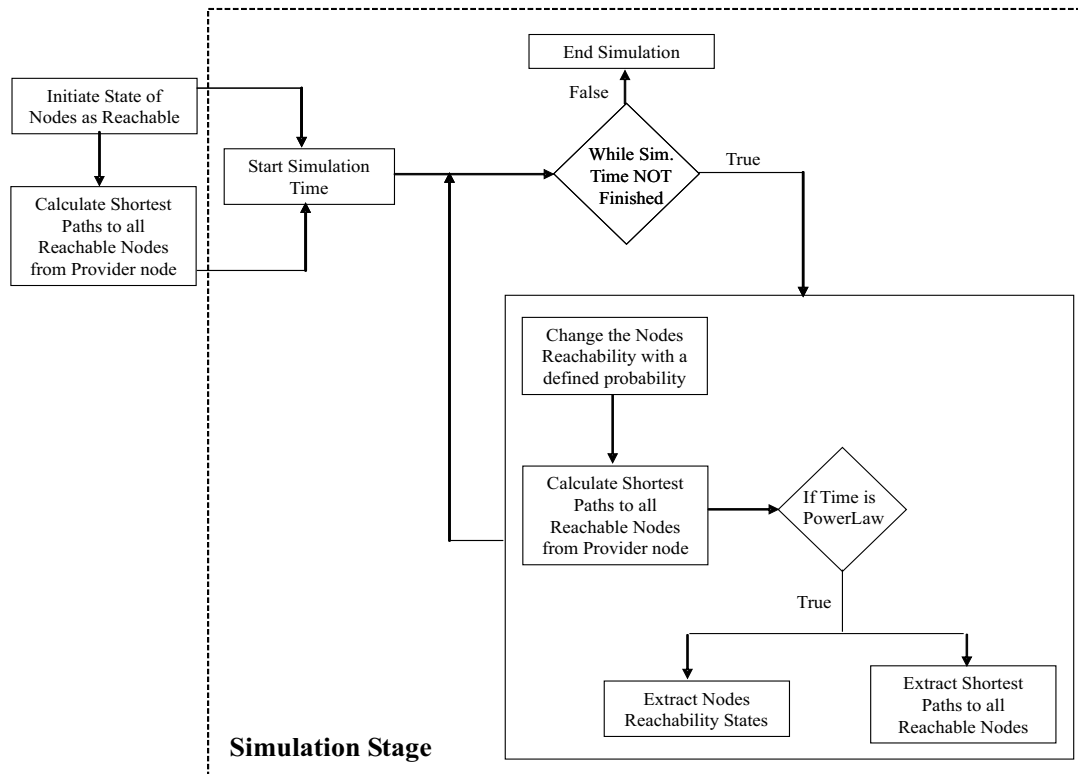 End Simulation
False
Initiate State of
Nodes as Reachable
Start Simulation
Time
While Sim.
Time NOT
Finished
True
Calculate Shortest
Paths to all
Reachable Nodes
from Provider node
Change the Nodes
Reachability with a
defined probability
Calculate Shortest
Paths to all
Reachable Nodes
from Provider node
If Time is
PowerLaw
True
Extract Nodes
Reachability States
Extract Shortest
Paths to all
Reachable Nodes
Simulation Stage